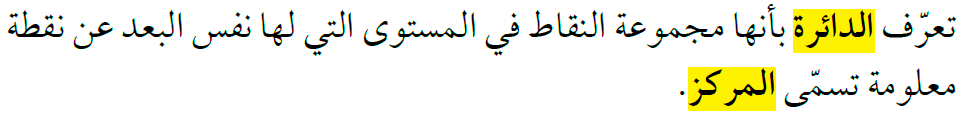 تعرّف الدائرة بأنها مجموعة النقاط في المستوى التي لها نفس البعد عن نقطة
معلومة تسمّى المركز.